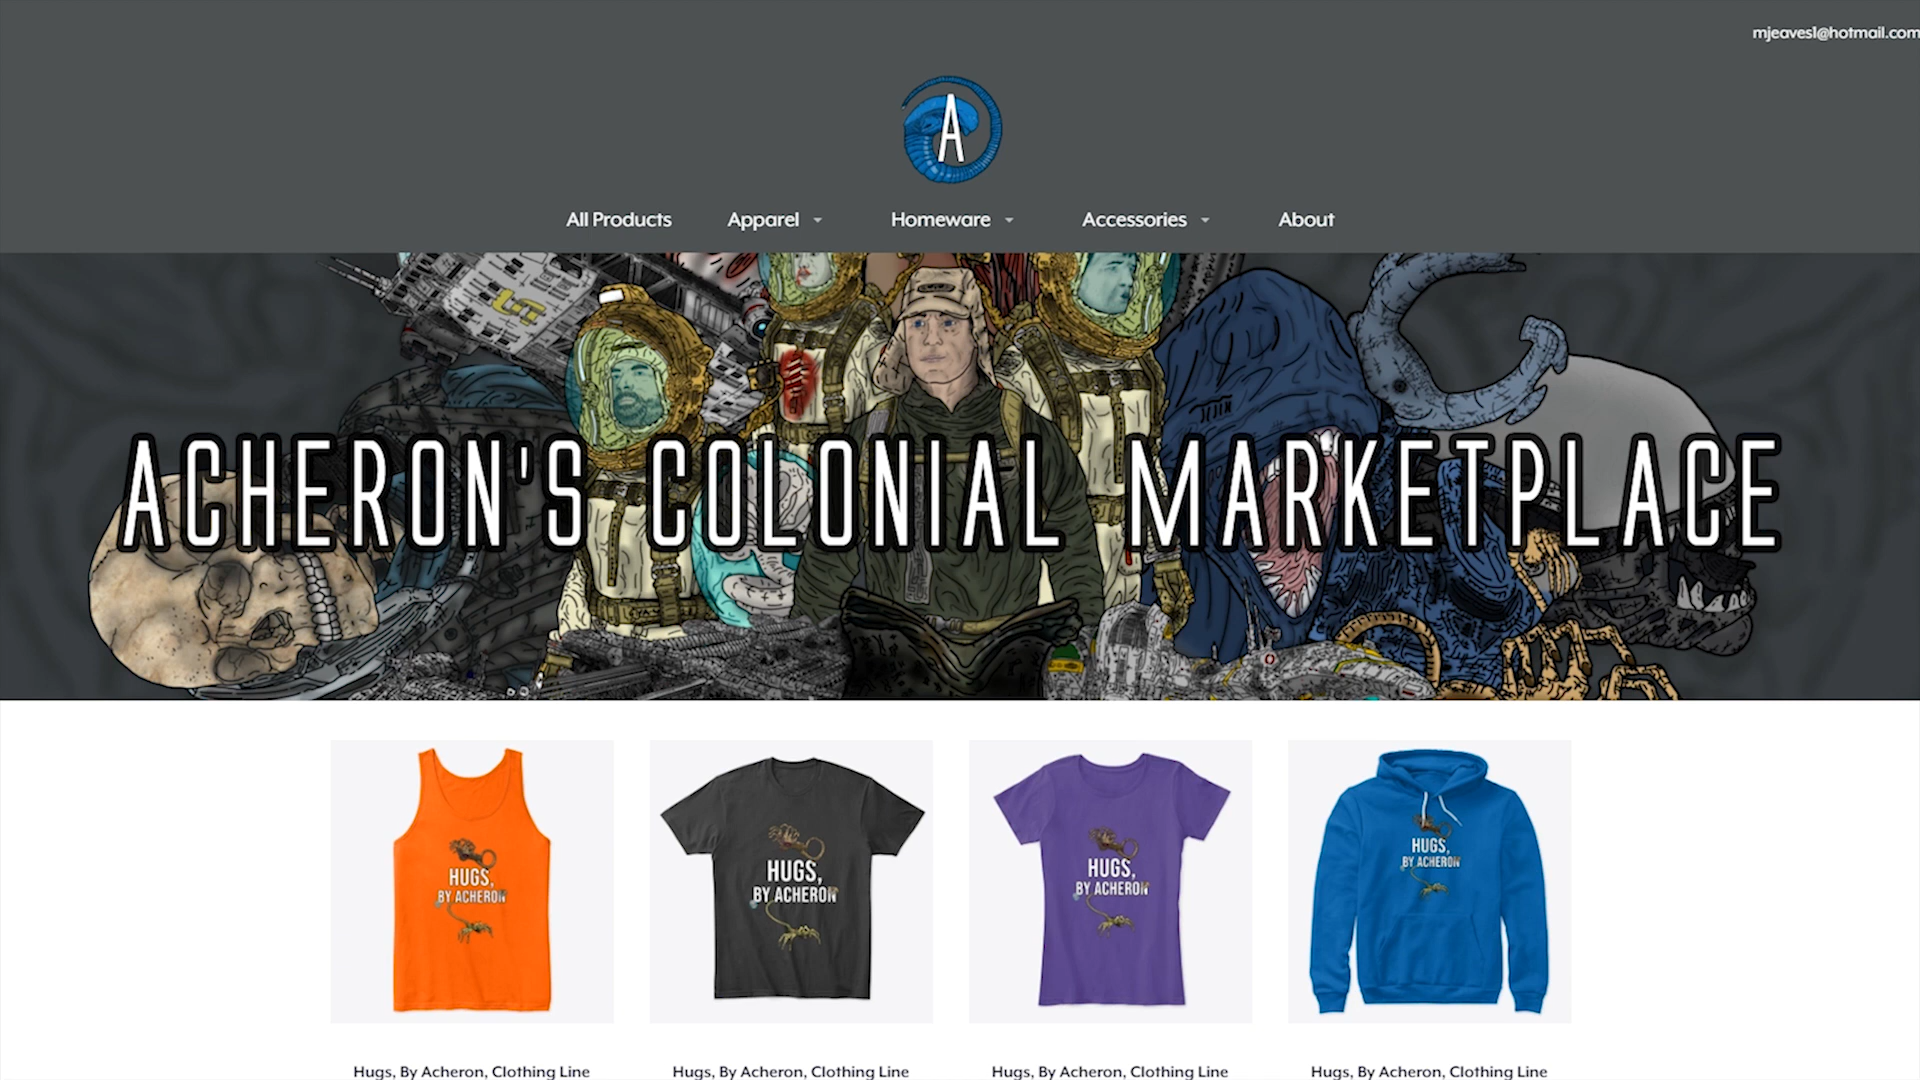 mjeaves1@hotmail.com
A
All Products
Apparel
Homeware
Accessories
About
ACHERON'S COLONIAL MARKETPLACE
HUGS,
BY ACHERON
HUGS,
BY ACHERON
HUGS,
BY ACHERON
HUGS,
BY ACHERON
Hugs, By Acheron, Clothing Line
Hugs, By Acheron, Clothing Line
Hugs, By Acheron, Clothing Line
Hugs, By Acheron, Clothing Line